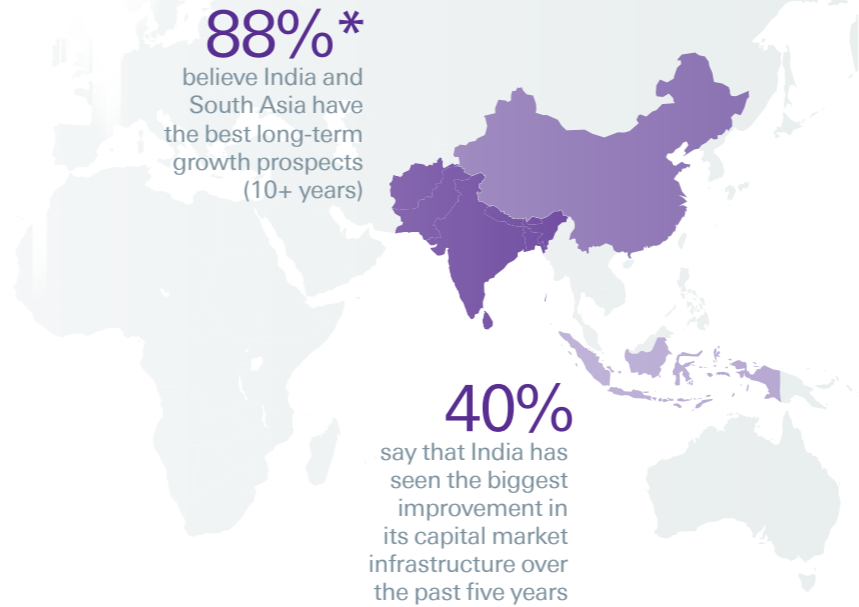 88%*
believe India and
South Asia have
the best long-term
growth prospects
(10+ years)
40%
say that India has
seen the biggest
improvement in
its capital market
infrastructure over
the past five years